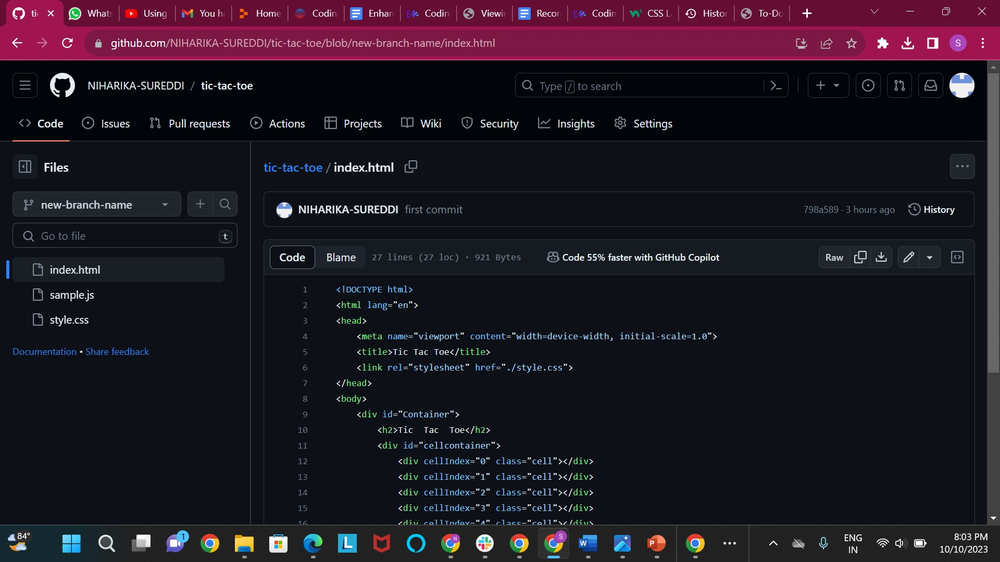 ti
Whats
Using
You ha
Home
Codin
Enhan
Codin
Viewin
Recor
Codin
CSS L
Histor
To-Do
github.com/NIHARIKA-SUREDDI/tic-tac-toe/blob/new-branch-name/index.html
S
NIHARIKA-SUREDDI / tic-tac-toe
Type / to search
Code
Issues
Pull requests
Actions
Projects
Wiki
Security
Insights
Settings
Files
new-branch-name
Go to file
t
index.html
sample.js
style.css
Documentation • Share feedback
tic-tac-toe / index.html
NIHARIKA-SUREDDI first commit
798a589 · 3 hours ago
History
Code
Blame
27 lines (27 loc) · 921 Bytes
Code 55% faster with GitHub Copilot
Raw
1 <!DOCTYPE html>
2 <html lang="en">
3 <head>
4 <meta name="viewport" content="width=device-width, initial-scale=1.0">
5 <title>Tic Tac Toe</title>
6 <link rel="stylesheet" href="./style.css">
7 </head>
8 <body>
9 <div id="Container">
10 <h2>Tic  Tac  Toe</h2>
11 <div id="cellcontainer">
12 <div cellIndex="0" class="cell"></div>
13 <div cellIndex="1" class="cell"></div>
14 <div cellIndex="2" class="cell"></div>
15 <div cellIndex="3" class="cell"></div>
16 <div cellIndex="4" class="cell"></div>
84°
1
L
N
S
W
P
ENG
IN
8:03 PM
10/10/2023